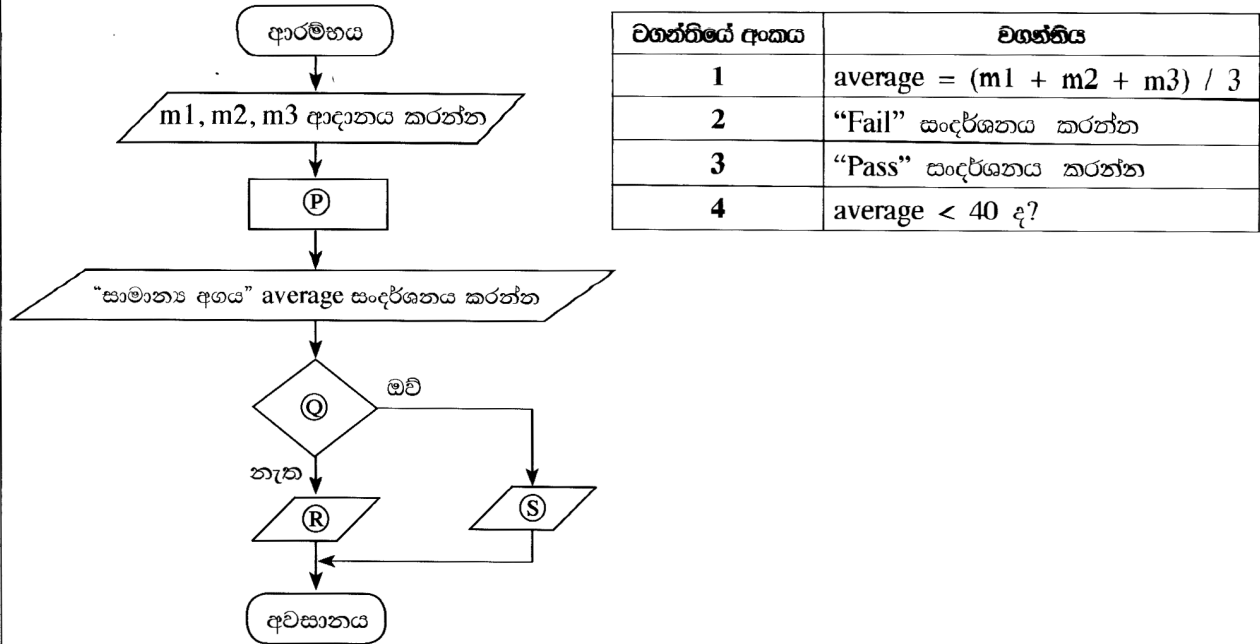 ආරම්භය
m1, m2, m3 ආදානය කරන්න
P
“සාමාන්‍ය අගය” average සංදර්ශනය කරන්න
Q
ඔව්
නැත
R
S
අවසානය
වගන්තියේ අංකය වගන්තිය
1 average = (m1 + m2 + m3) / 3
2 “Fail” සංදර්ශනය කරන්න
3 “Pass” සංදර්ශනය කරන්න
4 average < 40 ද?